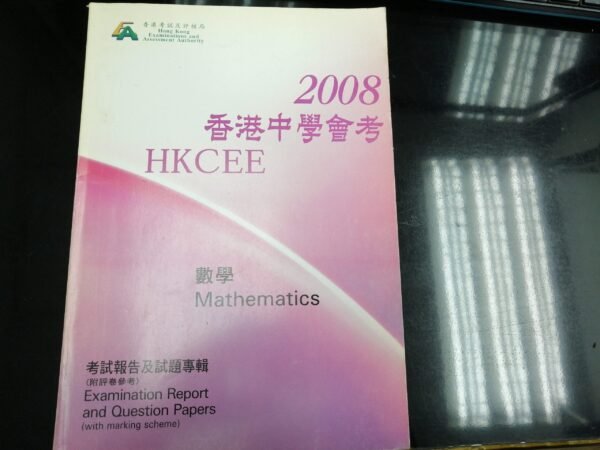 香港考試及評核局
Hong Kong
Examinations and
Assessment Authority
2008
香港中學會考
HKCEE
數學
Mathematics
考試報告及試題專輯
(附評卷參考)
Examination Report
and Question Papers
(with marking scheme)